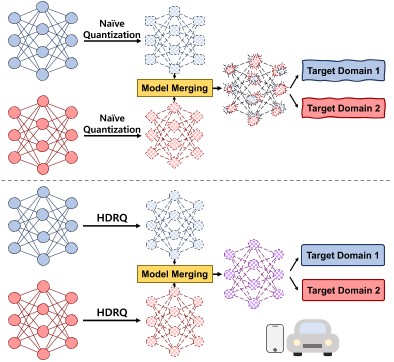 Naïve
Quantization
Model Merging
Target Domain 1
Target Domain 2
Naïve
Quantization
HDRQ
Model Merging
Target Domain 1
Target Domain 2
HDRQ